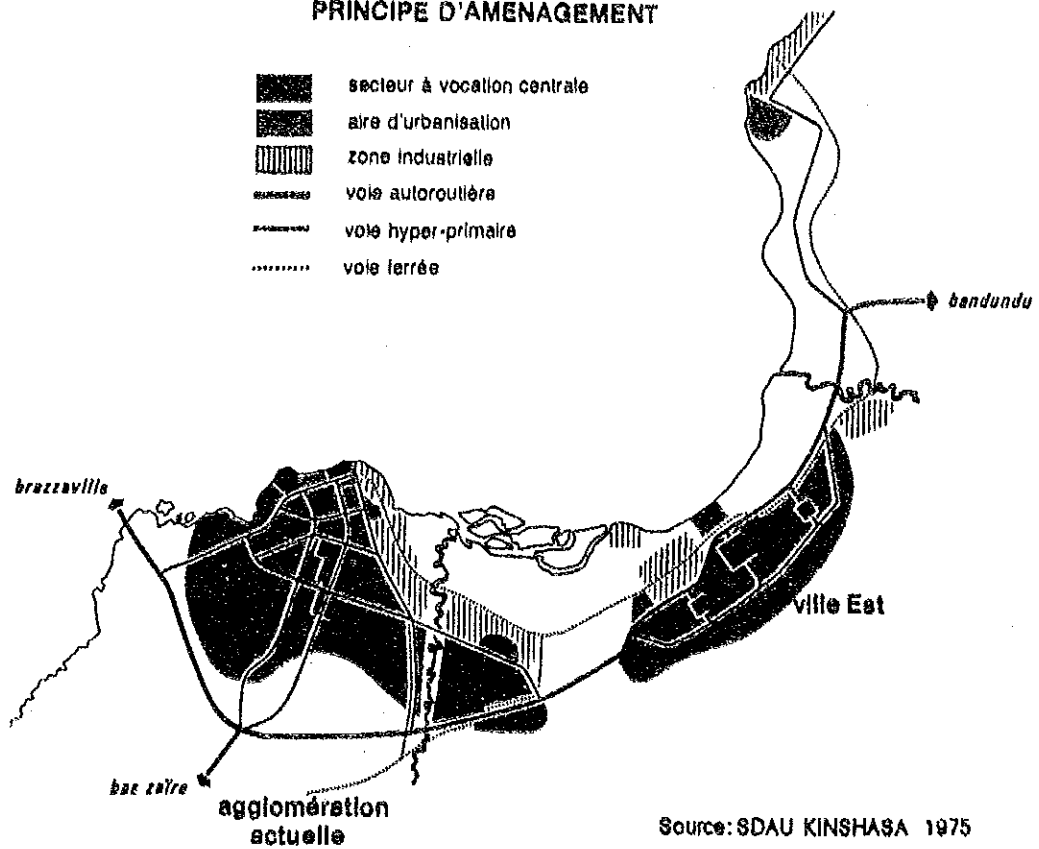 PRINCIPE D'AMENAGEMENT
secteur à vocation centrale
aire d'urbanisation
zone industrielle
voie autoroutière
voie hyper-primaire
voie ferrée
bandundu
brazzaville
ville Est
bas zaïre
agglomération
actuelle
Source: SDAU KINSHASA 1975